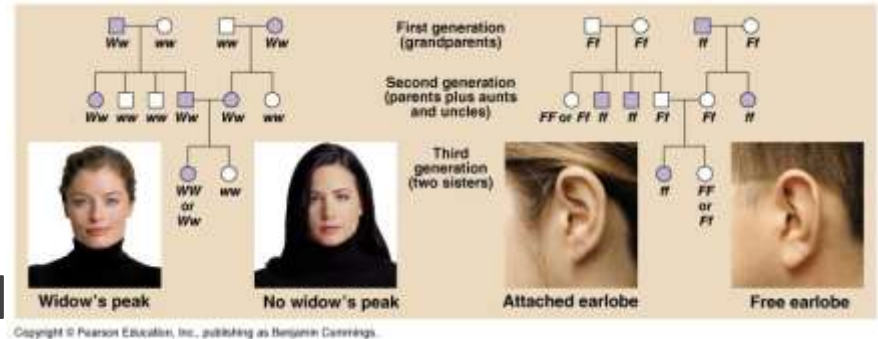 First generation
(grandparents)
Ww ww ww Ww
Ff Ff ff Ff
Second generation
(parents plus aunts
and uncles)
Ww ww ww Ww Ww ww
FF or Ff ff ff Ff Ff ff
Third
generation
(two sisters)
WW
or
Ww
ww
ff
FF
or
Ff
Widow's peak
No widow's peak
Attached earlobe
Free earlobe
Copyright © Pearson Education, Inc., publishing as Benjamin Cummings.